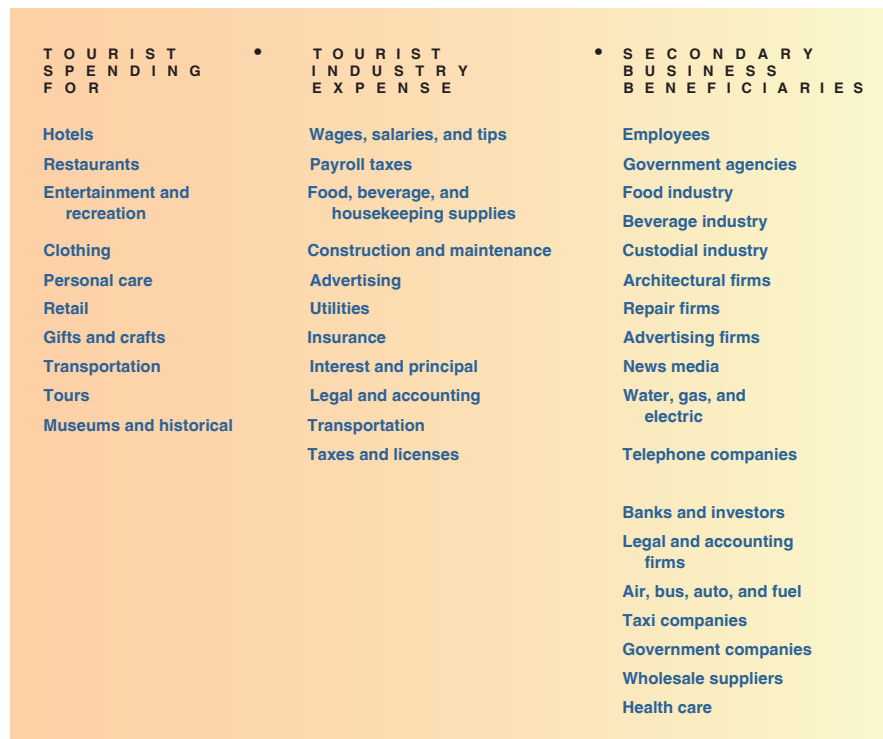 TOURIST
SPENDING
FOR
•
TOURIST
INDUSTRY
EXPENSE
•
SECONDARY
BUSINESS
BENEFICIARIES
Hotels
Restaurants
Entertainment and
recreation
Clothing
Personal care
Retail
Gifts and crafts
Transportation
Tours
Museums and historical
Wages, salaries, and tips
Payroll taxes
Food, beverage, and
housekeeping supplies
Construction and maintenance
Advertising
Utilities
Insurance
Interest and principal
Legal and accounting
Transportation
Taxes and licenses
Employees
Government agencies
Food industry
Beverage industry
Custodial industry
Architectural firms
Repair firms
Advertising firms
News media
Water, gas, and
electric
Telephone companies
Banks and investors
Legal and accounting
firms
Air, bus, auto, and fuel
Taxi companies
Government companies
Wholesale suppliers
Health care